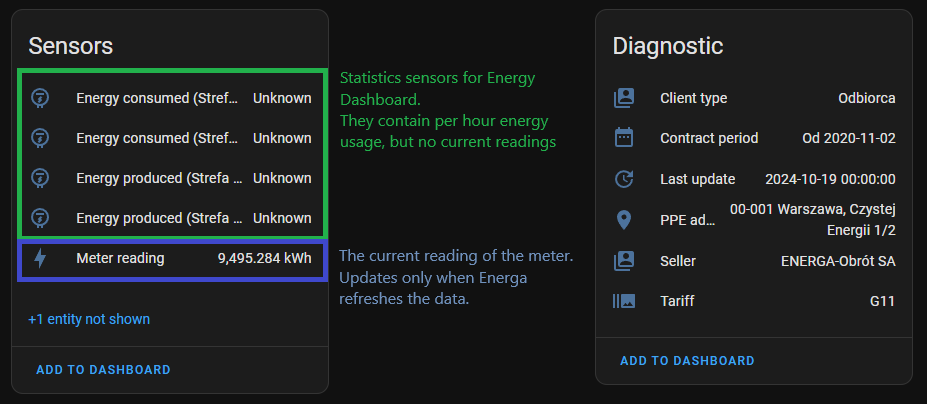 Sensors
Energy consumed (Stref... Unknown
Energy consumed (Stref... Unknown
Energy produced (Strefa ... Unknown
Energy produced (Strefa ... Unknown
Meter reading 9,495.284 kWh
+1 entity not shown
ADD TO DASHBOARD
Statistics sensors for Energy
Dashboard.
They contain per hour energy
usage, but no current readings
The current reading of the meter.
Updates only when Energa
refreshes the data.
Diagnostic
Client type Odbiorca
Contract period Od 2020-11-02
Last update 2024-10-19 00:00:00
PPE ad... 00-001 Warszawa, Czystej
Energii 1/2
Seller ENERGA-Obrót SA
Tariff G11
ADD TO DASHBOARD